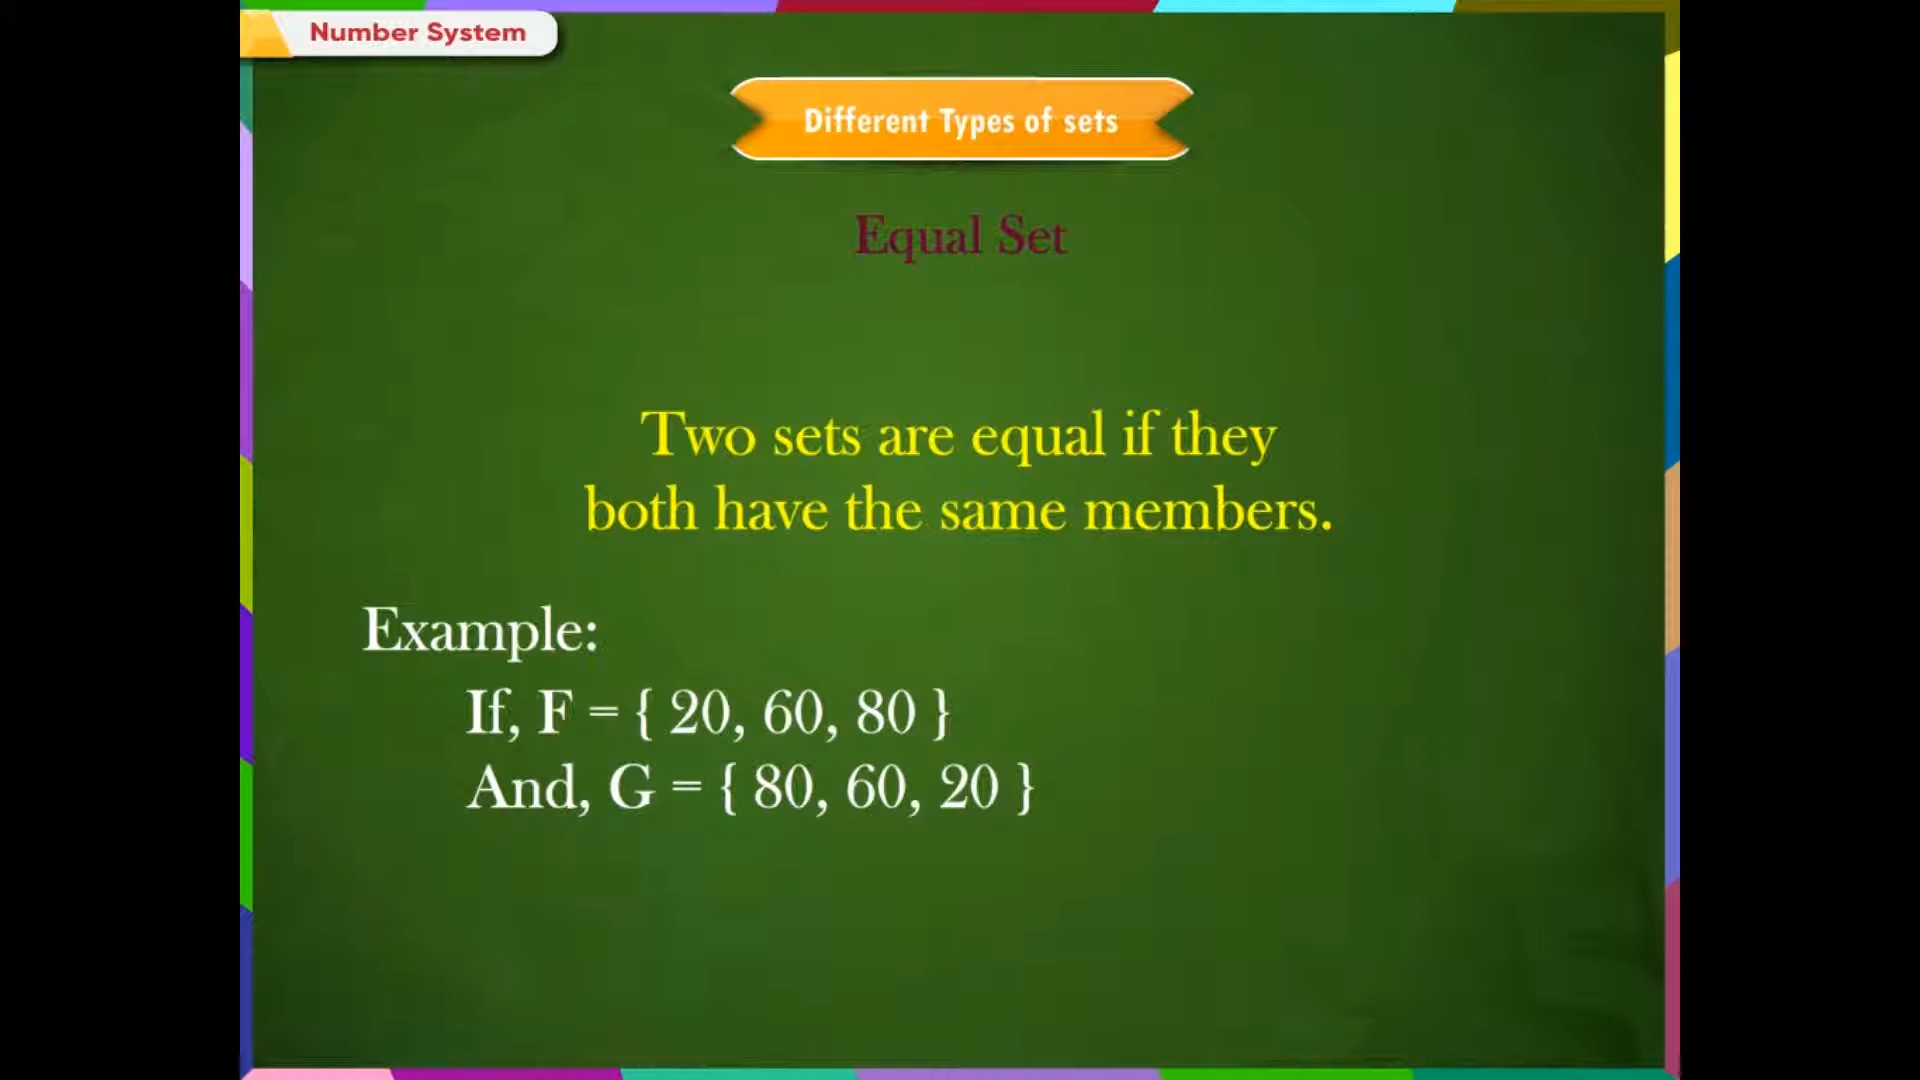 Number System
Different Types of sets
Equal Set
Two sets are equal if they
both have the same members.
Example:
If, F = { 20, 60, 80 }
And, G = { 80, 60, 20 }